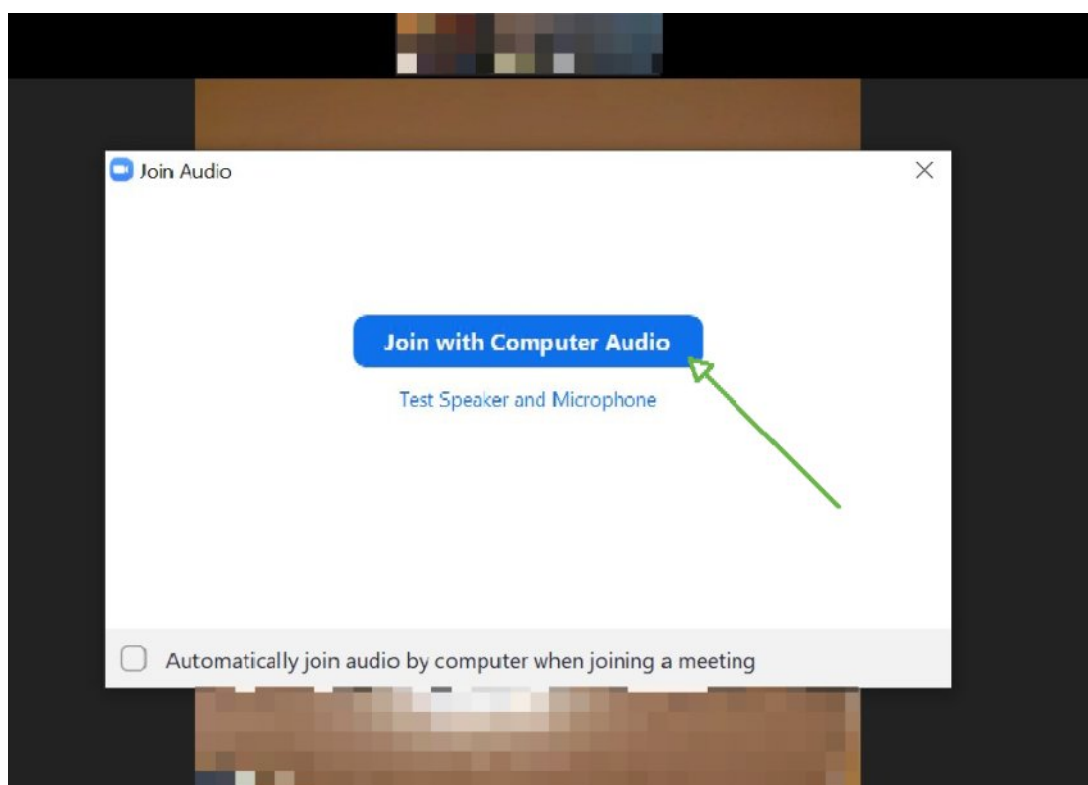 Join Audio
Join with Computer Audio
Test Speaker and Microphone
Automatically join audio by computer when joining a meeting